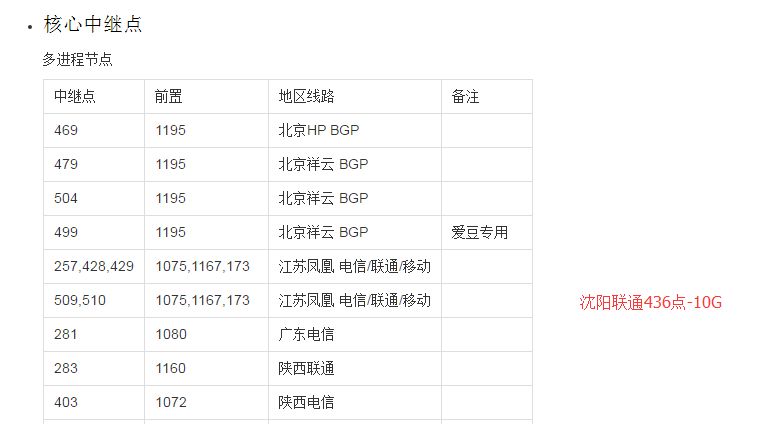 核心中继点
多进程节点
中继点 前置 地区线路 备注
469 1195 北京HP BGP
479 1195 北京祥云 BGP
504 1195 北京祥云 BGP
499 1195 北京祥云 BGP 爱豆专用
257,428,429 1075,1167,173 江苏凤凰 电信/联通/移动
509,510 1075,1167,173 江苏凤凰 电信/联通/移动
沈阳联通436点-10G
281 1080 广东电信
283 1160 陕西联通
403 1072 陕西电信